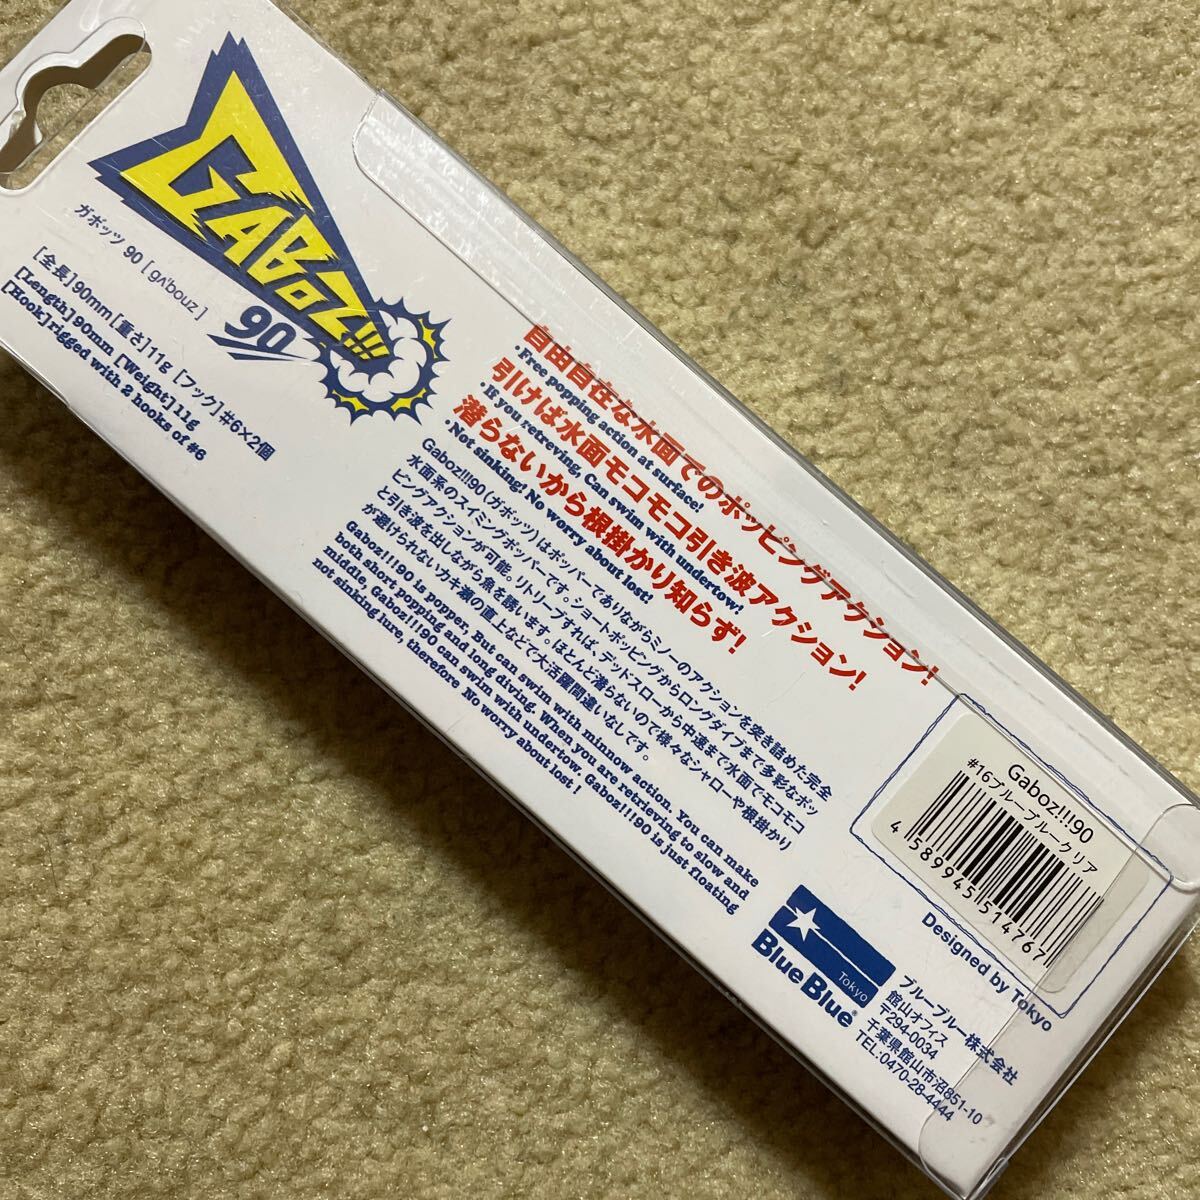 GABOZ!!!
90
ガボッツ 90 [gʌ'bouz]
[全長]90mm [重さ]11g [フック]#6×2個
[Length]90mm [Weight]11g
[Hook]rigged with 2 hooks of #6
自由自在な水面でのポッピングアクション!
・Free popping action at surface!
引けば水面モコモコ引き波アクション!
・If you retreving, Can swim with undertow!
潜らないから根掛かり知らず!
・Not sinking! No worry about lost!
Gaboz!!!90(ガボッツ)はポッパーでありながらミノーのアクションを突き詰めた完全
水面系のスイミングポッパーです。ショートポッピングからロングダイブまで多彩なポッ
ピングアクションが可能。リトリーブすれば、デッドスローから中速まで水面でモコモコ
と引き波を出しながら魚を誘います。ほとんど潜らないので様々なシャローや根掛かり
が避けられないカキ瀬の直上などで大活躍間違いなしです。
Gaboz!!!90 is popper, But can swim with minnow action. You can make
both short popping and long diving. When you are retrieving to slow and
middle, Gaboz!!!90 can swim with undertow. Gaboz!!!90 is just floating
not sinking lure, therefore No worry about lost !
Gaboz!!!90
#16ブルーブルークリア
4 589945 514767
Designed by Tokyo
Tokyo
BlueBlue®
ブルーブルー株式会社
館山オフィス
〒294-0034
千葉県館山市沼851-10
TEL:0470-28-4444